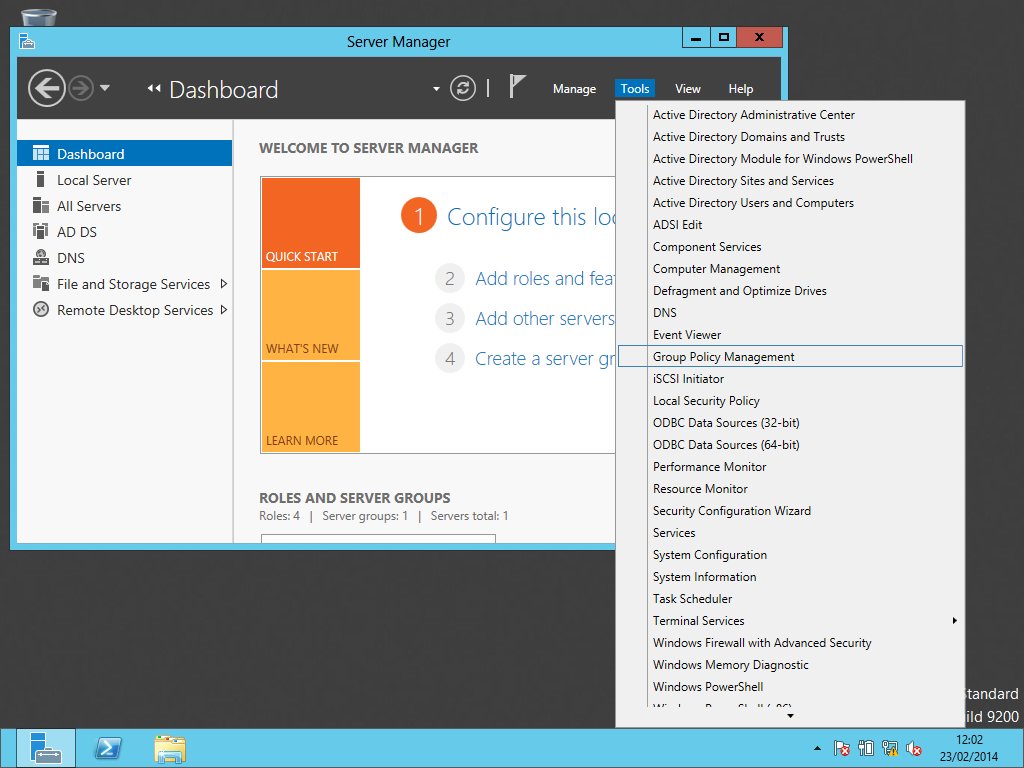 Server Manager
Dashboard
Manage
Tools
View
Help
Dashboard
Local Server
All Servers
AD DS
DNS
File and Storage Services
Remote Desktop Services
WELCOME TO SERVER MANAGER
QUICK START
WHAT'S NEW
LEARN MORE
1 Configure this loc
2 Add roles and feat
3 Add other servers
4 Create a server gr
ROLES AND SERVER GROUPS
Roles: 4 | Server groups: 1 | Servers total: 1
Active Directory Administrative Center
Active Directory Domains and Trusts
Active Directory Module for Windows PowerShell
Active Directory Sites and Services
Active Directory Users and Computers
ADSI Edit
Component Services
Computer Management
Defragment and Optimize Drives
DNS
Event Viewer
Group Policy Management
iSCSI Initiator
Local Security Policy
ODBC Data Sources (32-bit)
ODBC Data Sources (64-bit)
Performance Monitor
Resource Monitor
Security Configuration Wizard
Services
System Configuration
System Information
Task Scheduler
Terminal Services
Windows Firewall with Advanced Security
Windows Memory Diagnostic
Windows PowerShell
Standard
ild 9200
12:02
23/02/2014